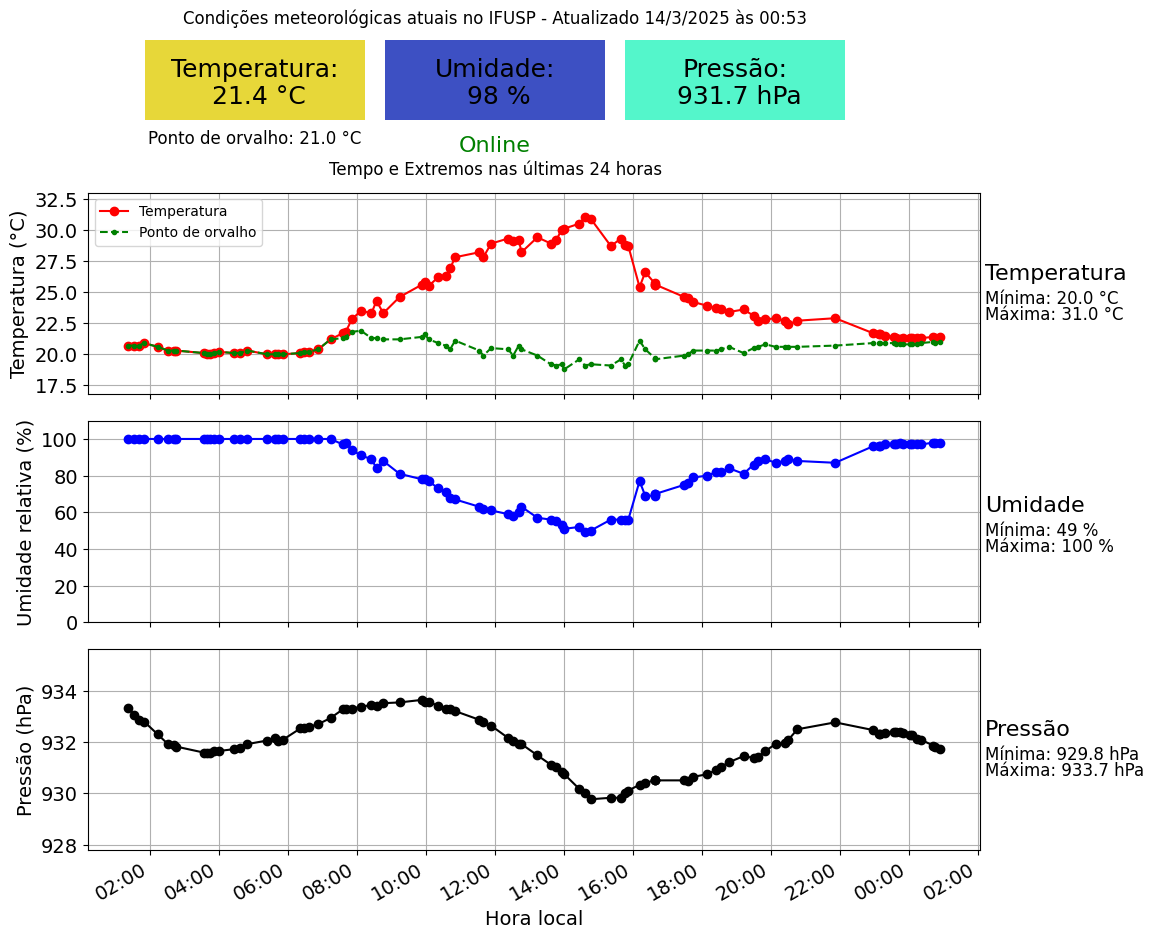 Condições meteorológicas atuais no IFUSP - Atualizado 14/3/2025 às 00:53
Temperatura:
21.4 °C
Umidade:
98 %
Pressão:
931.7 hPa
Ponto de orvalho: 21.0 °C
Online
Tempo e Extremos nas últimas 24 horas
Temperatura (°C)
32.5
30.0
27.5
25.0
22.5
20.0
17.5
Temperatura
Ponto de orvalho
Temperatura
Mínima: 20.0 °C
Máxima: 31.0 °C
Umidade relativa (%)
100
80
60
40
20
0
Umidade
Mínima: 49 %
Máxima: 100 %
Pressão (hPa)
934
932
930
928
Pressão
Mínima: 929.8 hPa
Máxima: 933.7 hPa
02:00 04:00 06:00 08:00 10:00 12:00 14:00 16:00 18:00 20:00 22:00 00:00 02:00
Hora local